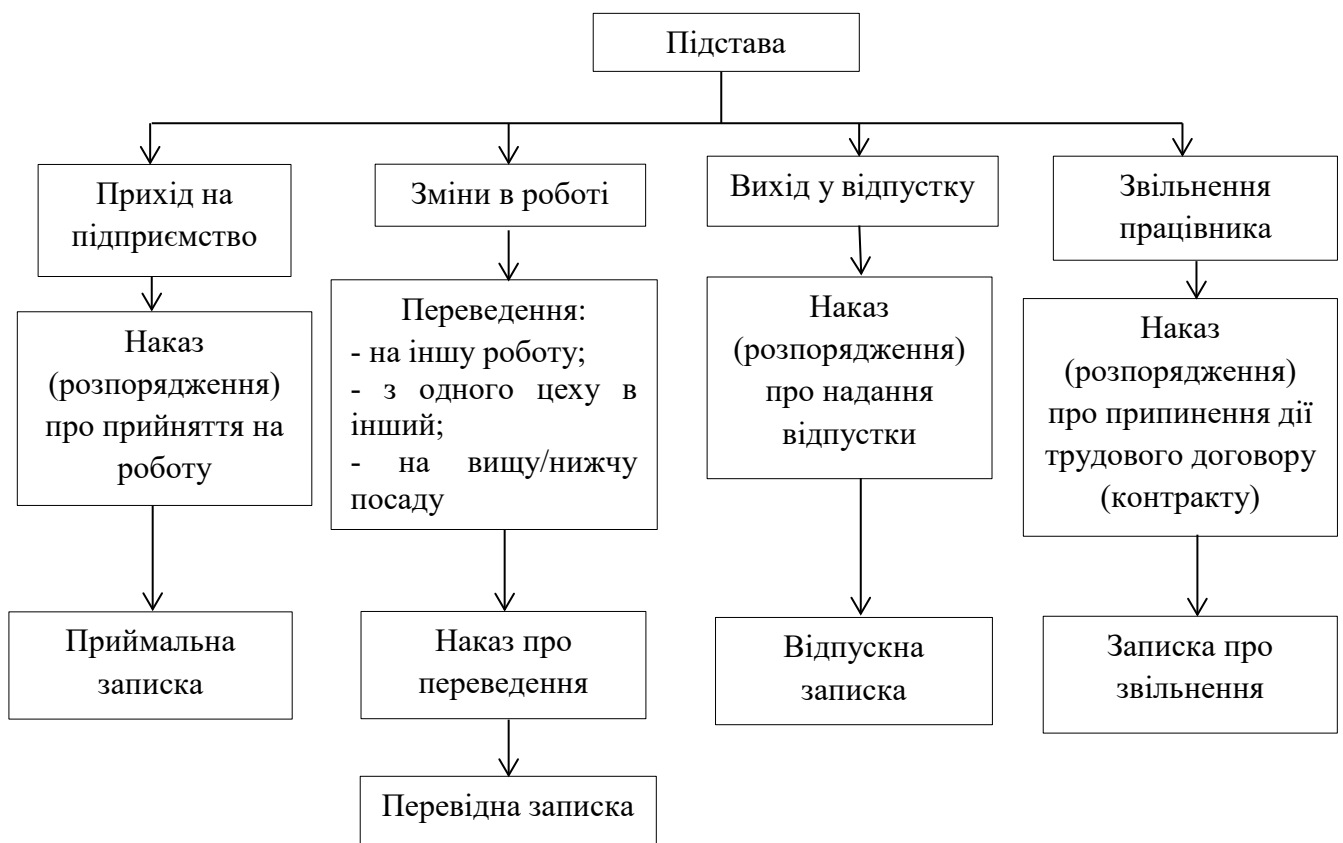 Підстава
Прихід на
підприємство
Зміни в роботі
Вихід у відпустку
Звільнення
працівника
Наказ
(розпорядження)
про прийняття на
роботу
Переведення:
- на іншу роботу;
- з одного цеху в
інший;
- на вищу/нижчу
посаду
Наказ
(розпорядження)
про надання
відпустки
Наказ
(розпорядження)
про припинення дії
трудового договору
(контракту)
Приймальна
записка
Наказ про
переведення
Відпускна
записка
Записка про
звільнення
Перевідна записка